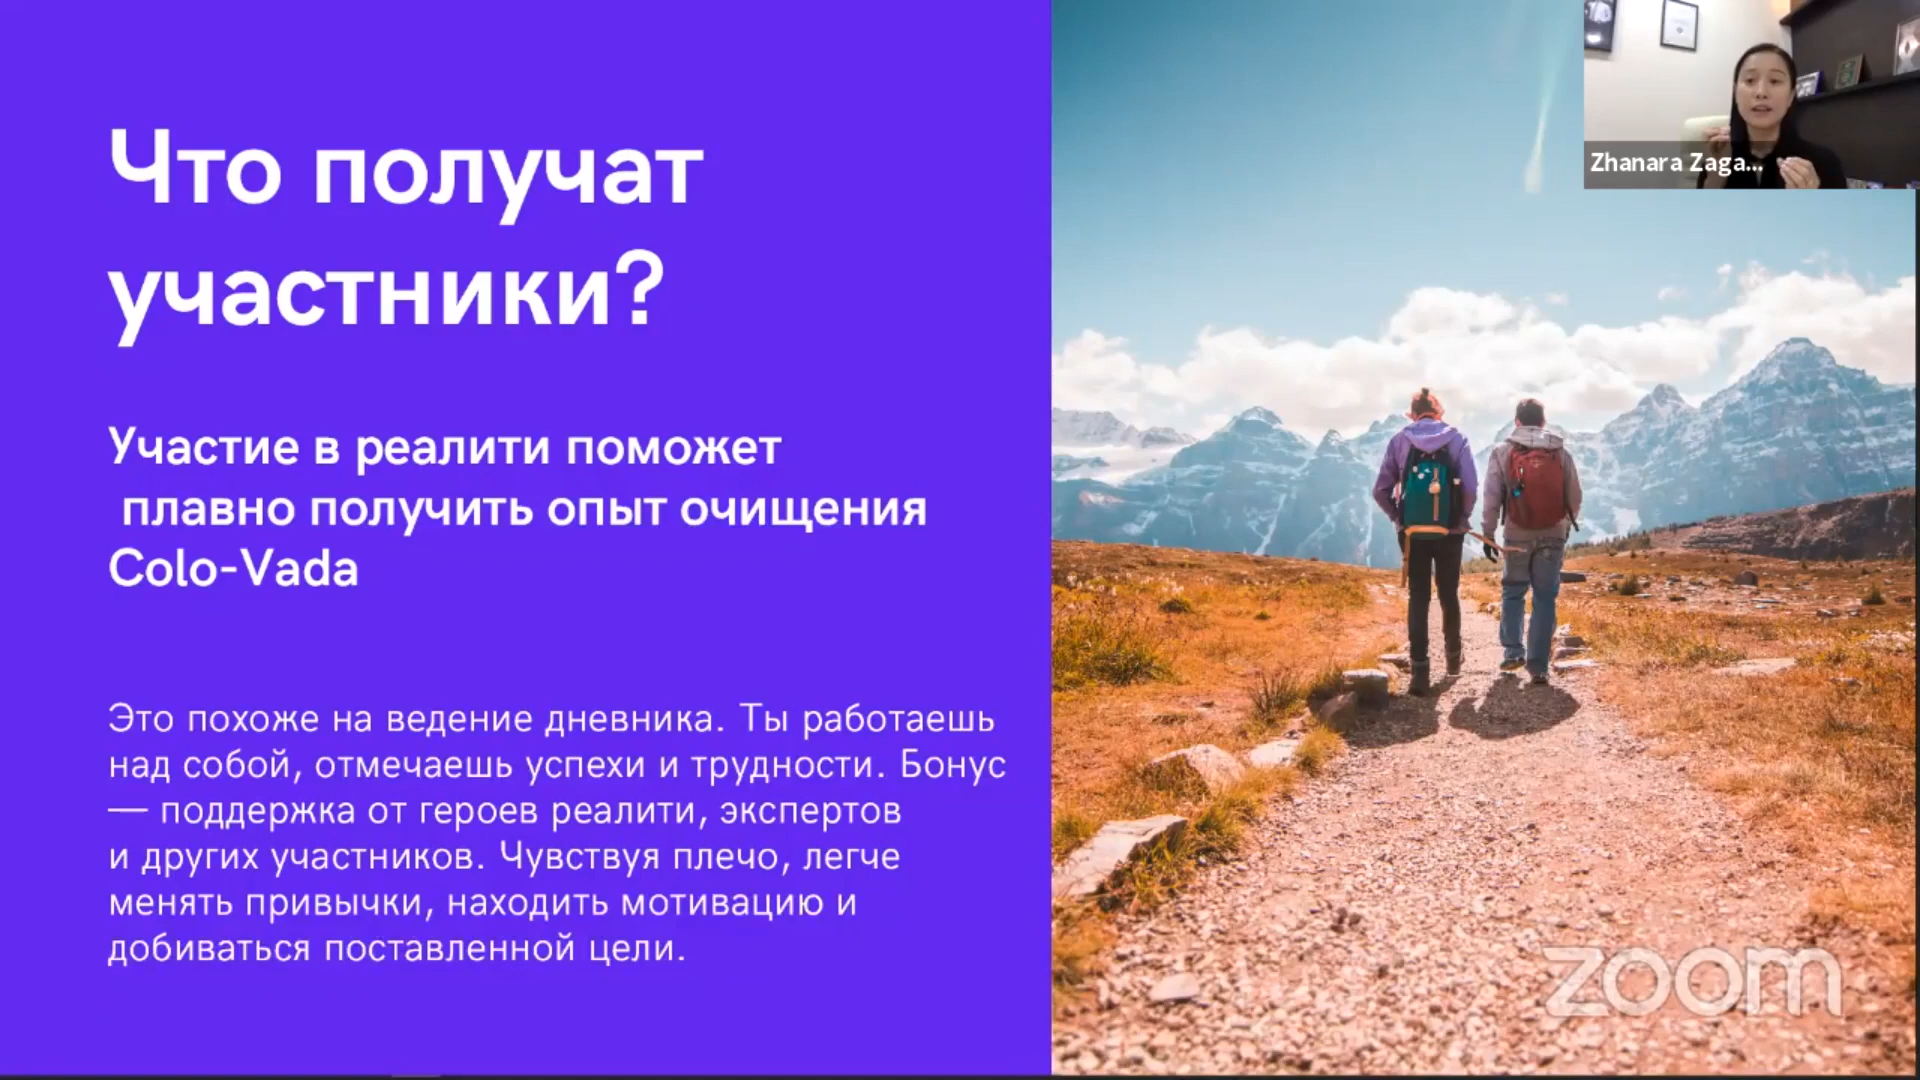 Что получат
участники?
Участие в реалити поможет
плавно получить опыт очищения
Colo-Vada
Это похоже на ведение дневника. Ты работаешь
над собой, отмечаешь успехи и трудности. Бонус
— поддержка от героев реалити, экспертов
и других участников. Чувствуя плечо, легче
менять привычки, находить мотивацию и
добиваться поставленной цели.
Zhanara Zaga...
zoom